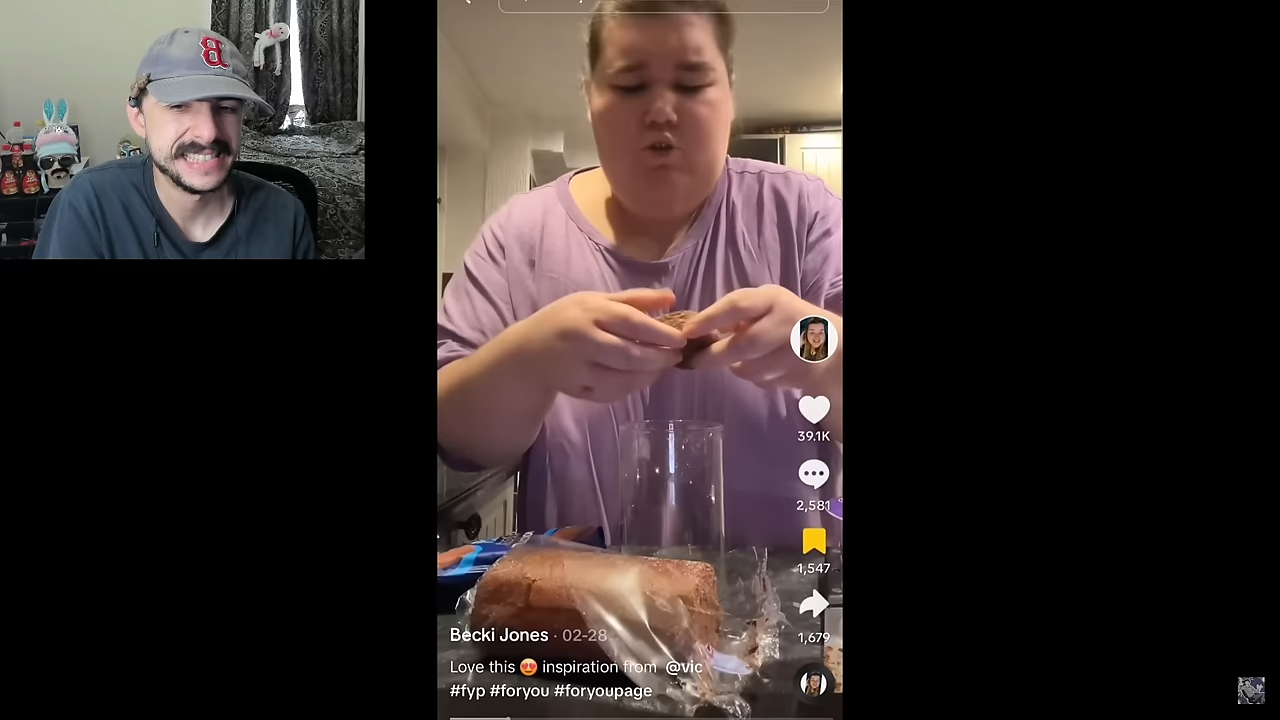 B
39.1K
2,581
1,547
1,679
Becki Jones · 02-28
Love this 😍 inspiration from @vic
#fyp #foryou #foryoupage